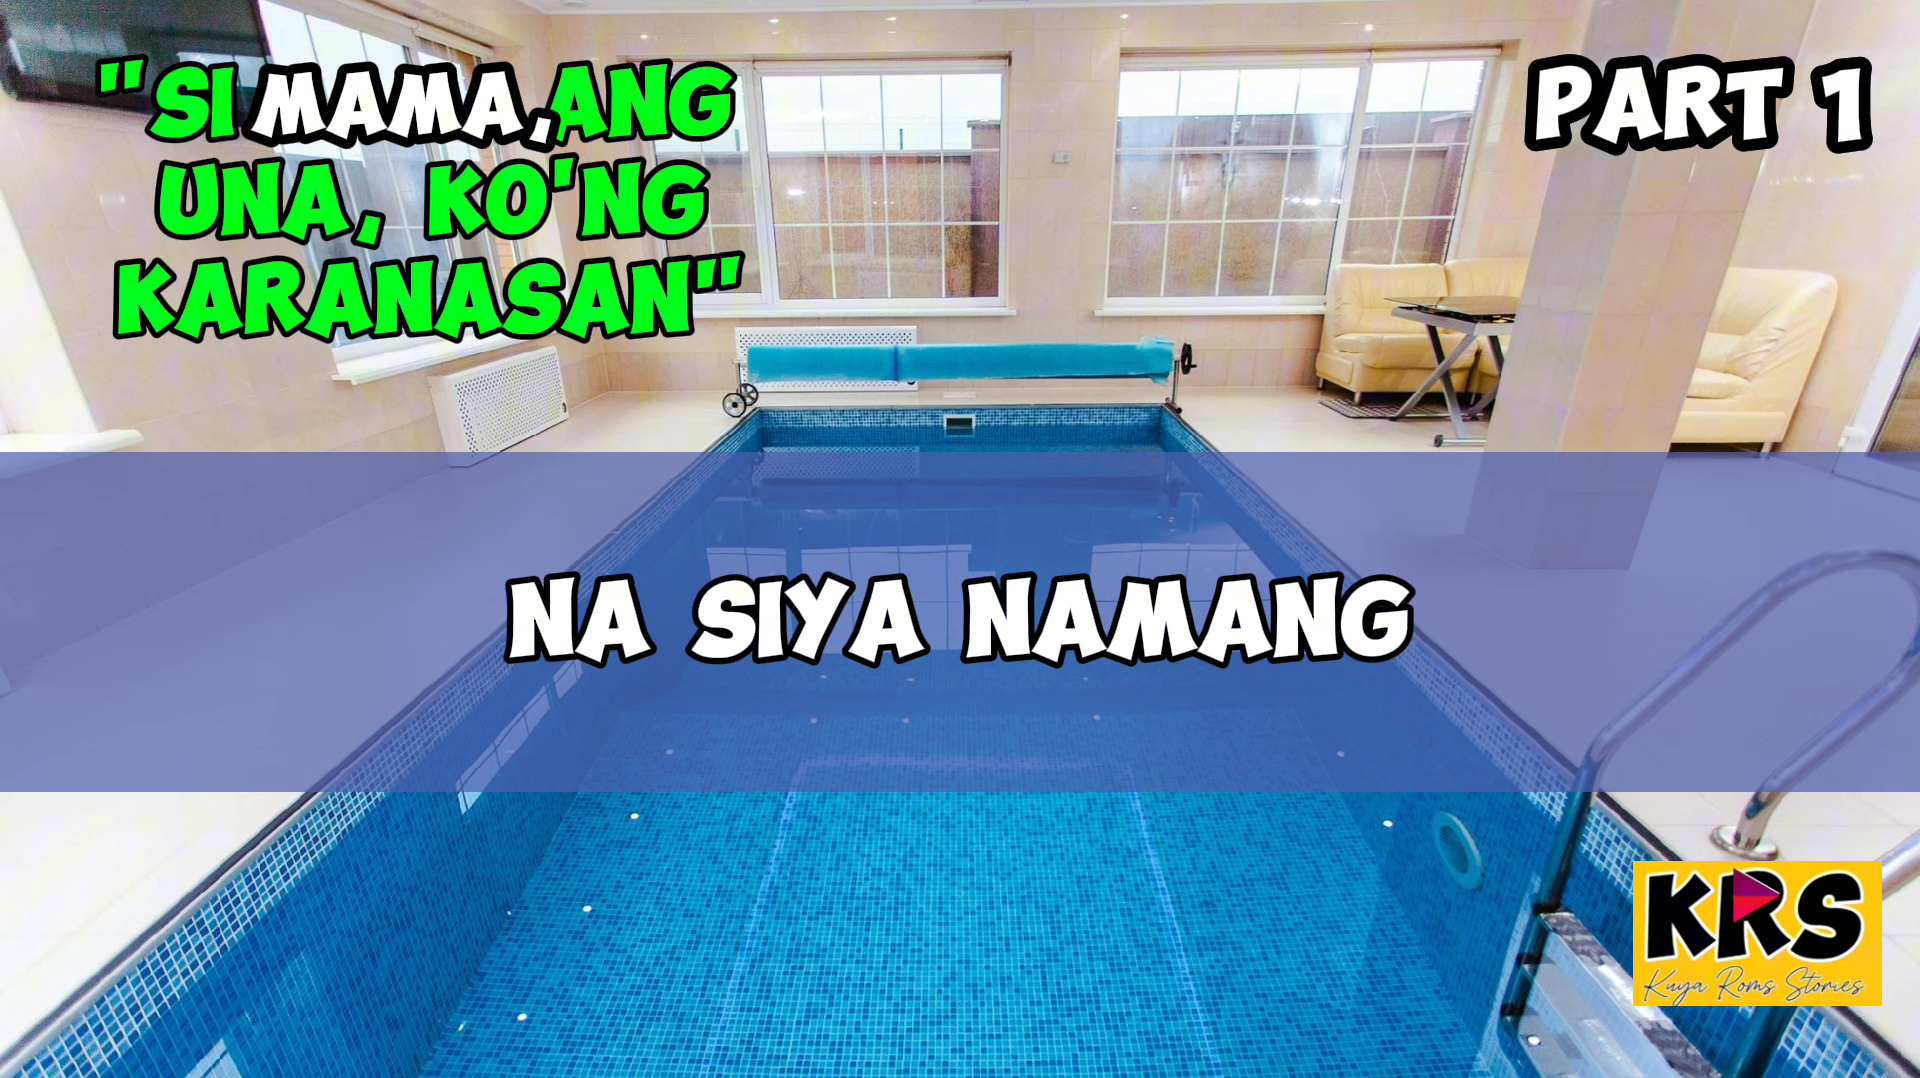 "SI MAMA, ANG
UNA, KO'NG
KARANASAN"
PART 1
NA SIYA NAMANG
KRS
Kuya Roms Stories